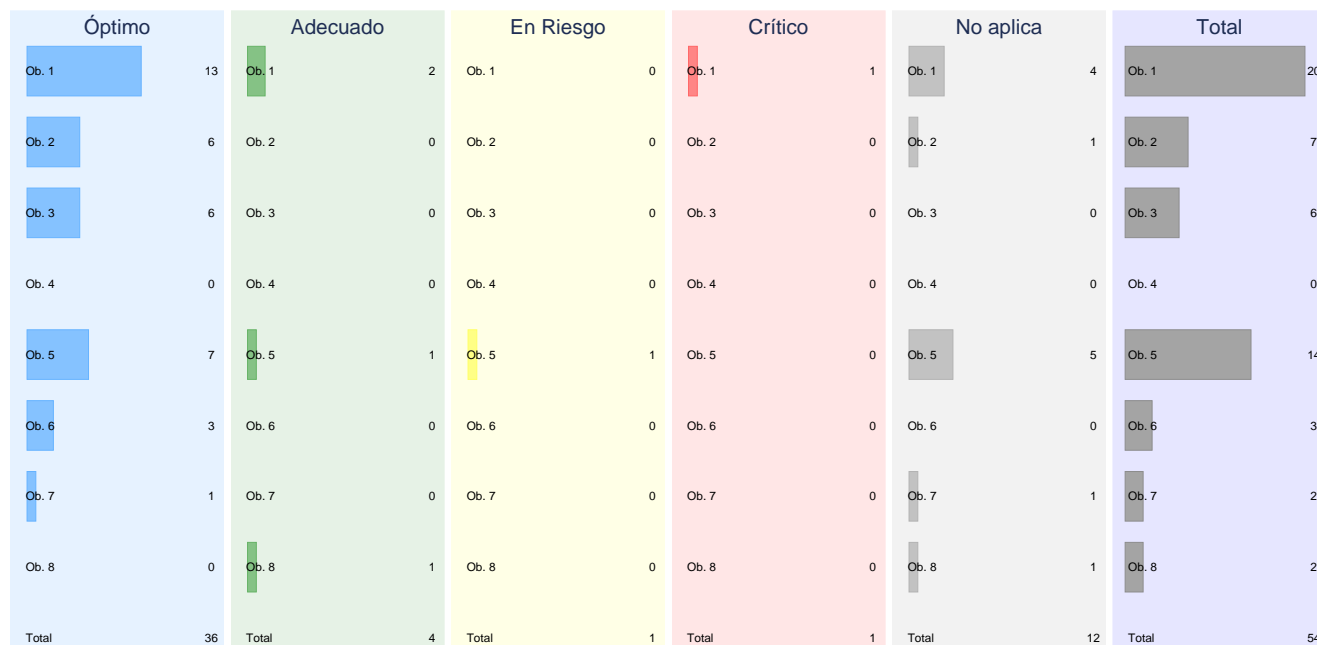 Óptimo Adecuado En Riesgo Crítico No aplica Total
Ob. 1 13 Ob. 1 2 Ob. 1 0 Ob. 1 1 Ob. 1 4 Ob. 1 20
Ob. 2 6 Ob. 2 0 Ob. 2 0 Ob. 2 0 Ob. 2 1 Ob. 2 7
Ob. 3 6 Ob. 3 0 Ob. 3 0 Ob. 3 0 Ob. 3 0 Ob. 3 6
Ob. 4 0 Ob. 4 0 Ob. 4 0 Ob. 4 0 Ob. 4 0 Ob. 4 0
Ob. 5 7 Ob. 5 1 Ob. 5 1 Ob. 5 0 Ob. 5 5 Ob. 5 14
Ob. 6 3 Ob. 6 0 Ob. 6 0 Ob. 6 0 Ob. 6 0 Ob. 6 3
Ob. 7 1 Ob. 7 0 Ob. 7 0 Ob. 7 0 Ob. 7 1 Ob. 7 2
Ob. 8 0 Ob. 8 1 Ob. 8 0 Ob. 8 0 Ob. 8 1 Ob. 8 2
Total 36 Total 4 Total 1 Total 1 Total 12 Total 54